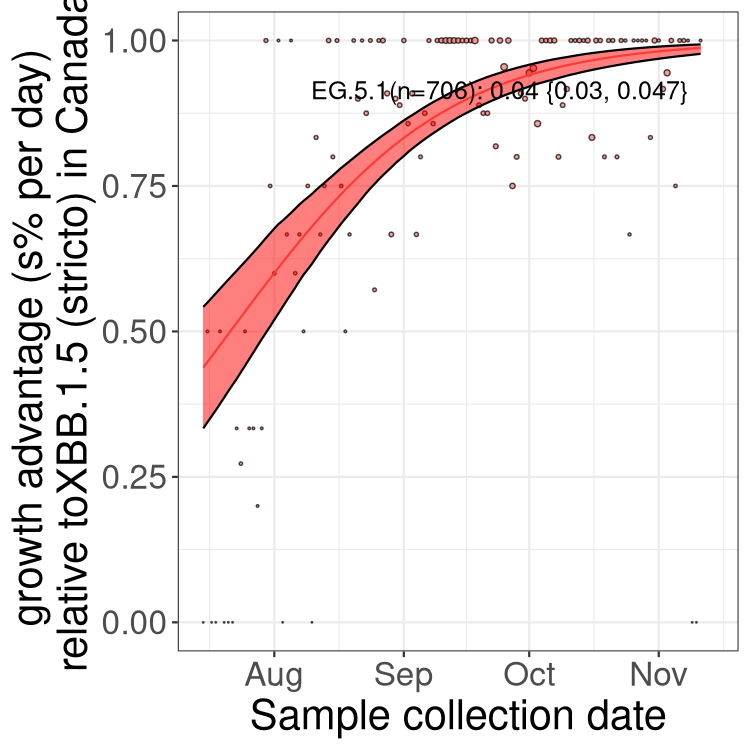 growth advantage (s% per day)
relative toXBB.1.5 (stricto) in Canada
1.00
0.75
0.50
0.25
0.00
EG.5.1(n=706): 0.04 {0.03, 0.047}
Aug Sep Oct Nov
Sample collection date